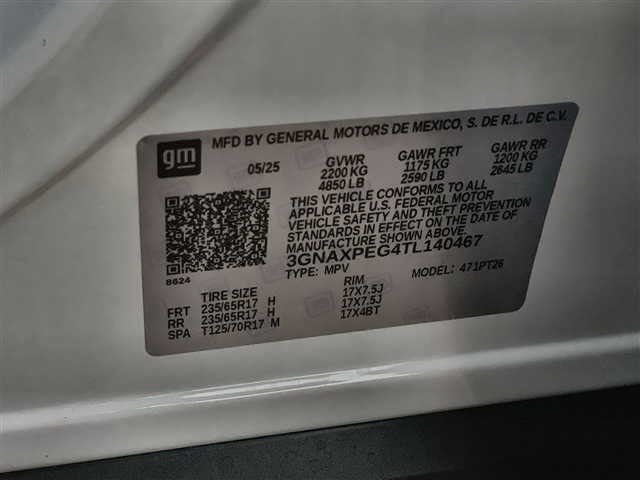 gm
MFD BY GENERAL MOTORS DE MEXICO, S. DE R.L. DE C.V.
05/25 GVWR GAWR FRT GAWR RR
2200 KG 1175 KG 1200 KG
4850 LB 2590 LB 2645 LB
THIS VEHICLE CONFORMS TO ALL
APPLICABLE U.S. FEDERAL MOTOR
VEHICLE SAFETY AND THEFT PREVENTION
STANDARDS IN EFFECT ON THE DATE OF
MANUFACTURE SHOWN ABOVE.
3GNAXPEG4TL140467
8624
TYPE: MPV MODEL: 471PT26
TIRE SIZE RIM
FRT 235/65R17 H 17X7.5J
RR 235/65R17 H 17X7.5J
SPA T125/70R17 M 17X4BT